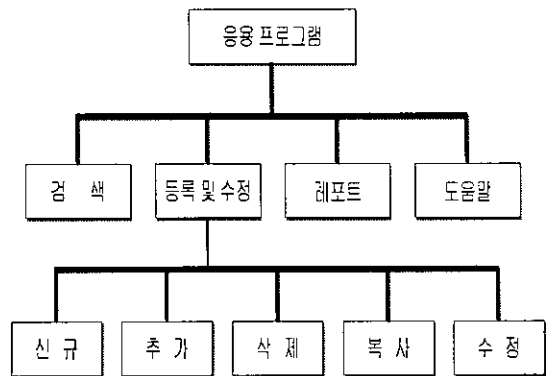 응용 프로그램
검 색
등록 및 수정
레포트
도움말
신 규
추 가
삭 제
복 사
수 정